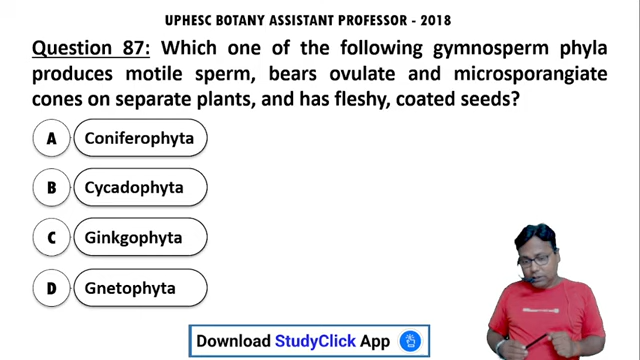 UPHESC BOTANY ASSISTANT PROFESSOR - 2018
Question 87: Which one of the following gymnosperm phyla
produces motile sperm, bears ovulate and microsporangiate
cones on separate plants, and has fleshy, coated seeds?
A Coniferophyta
B Cycadophyta
C Ginkgophyta
D Gnetophyta
Download StudyClick App